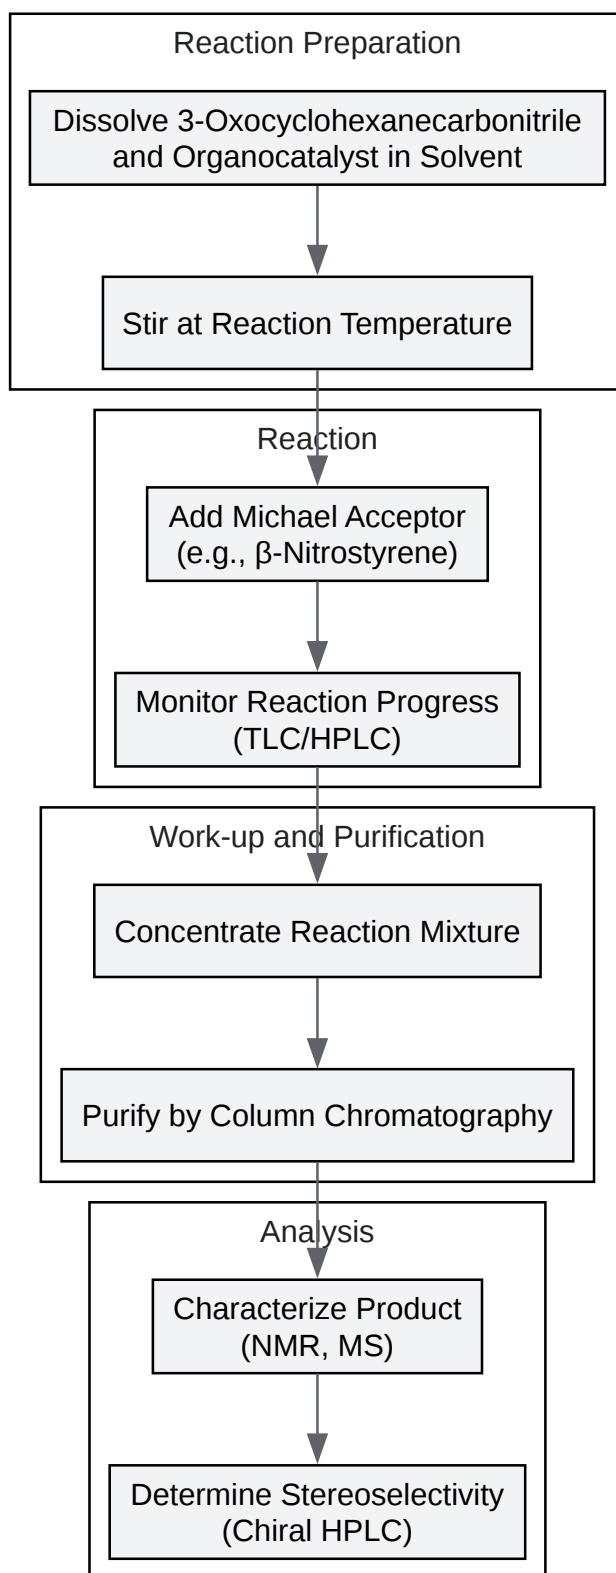 Reaction Preparation
Dissolve 3-Oxocyclohexanecarbonitrile
and Organocatalyst in Solvent
Stir at Reaction Temperature
Reaction
Add Michael Acceptor
(e.g., β-Nitrostyrene)
Monitor Reaction Progress
(TLC/HPLC)
Work-up and Purification
Concentrate Reaction Mixture
Purify by Column Chromatography
Analysis
Characterize Product
(NMR, MS)
Determine Stereoselectivity
(Chiral HPLC)